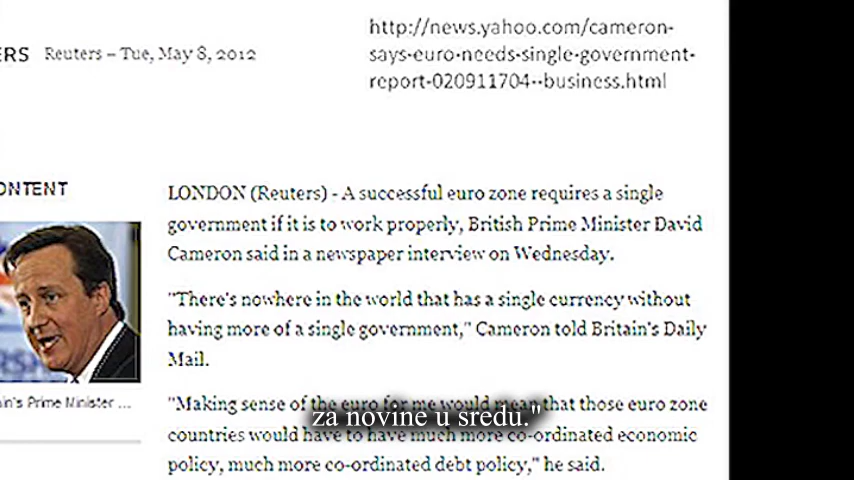 ERS Reuters – Tue, May 8, 2012
http://news.yahoo.com/cameron-
says-euro-needs-single-government-
report-020911704--business.html
ONTENT
ain's Prime Minister ...
LONDON (Reuters) - A successful euro zone requires a single
government if it is to work properly, British Prime Minister David
Cameron said in a newspaper interview on Wednesday.
"There's nowhere in the world that has a single currency without
having more of a single government," Cameron told Britain's Daily
Mail.
"Making sense of the euro for me would mean that those euro zone
countries would have to have much more co-ordinated economic
policy, much more co-ordinated debt policy," he said.
za novine u sredu."